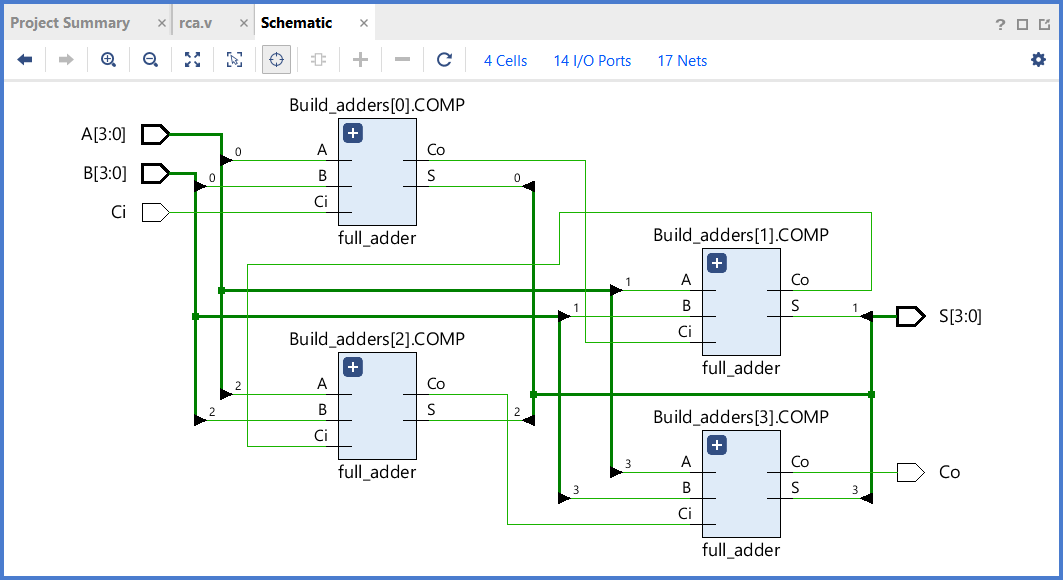 Project Summary × rca.v × Schematic ×
? 
4 Cells 14 I/O Ports 17 Nets
Build_adders[0].COMP
A[3:0]
0
A
Co
B[3:0]
0
B
S
0
Ci
Ci
full_adder
Build_adders[1].COMP
1
A
Co
1
B
S
1
S[3:0]
Ci
full_adder
Build_adders[2].COMP
2
A
Co
2
B
S
2
Ci
full_adder
Build_adders[3].COMP
3
A
Co
Co
3
B
S
3
Ci
full_adder